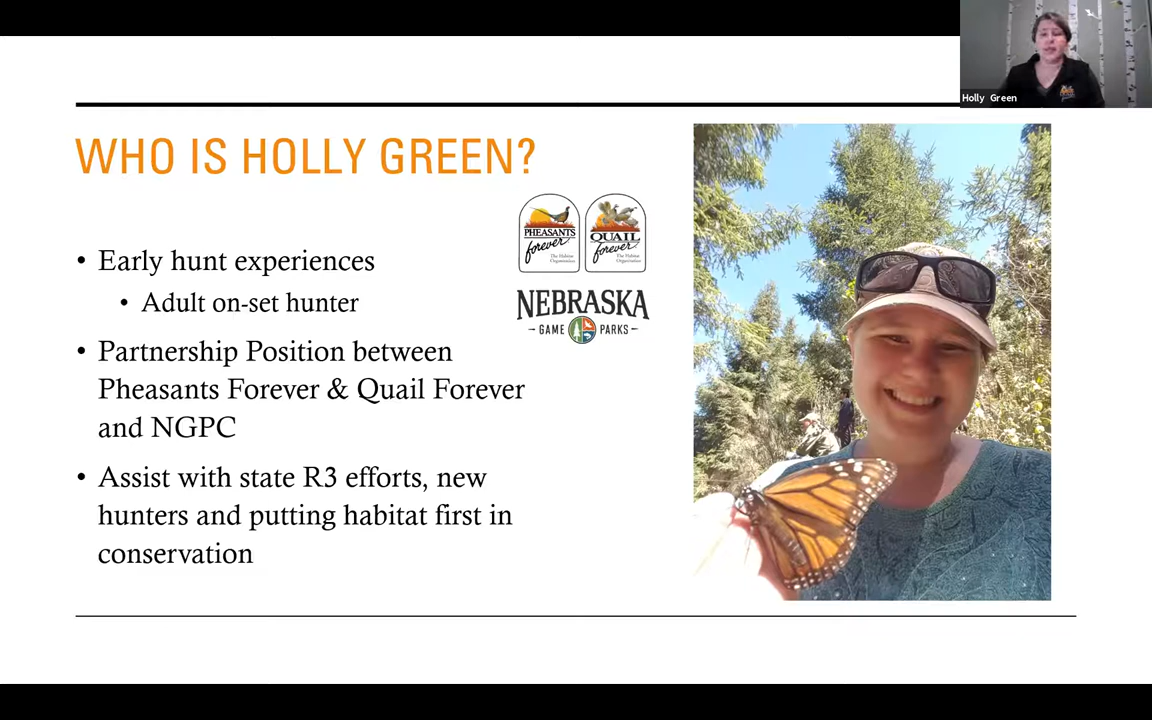 Holly Green
WHO IS HOLLY GREEN?
• Early hunt experiences
• Adult on-set hunter
• Partnership Position between
Pheasants Forever & Quail Forever
and NGPC
• Assist with state R3 efforts, new
hunters and putting habitat first in
conservation
PHEASANTS
forever
The Habitat
Organization
QUAIL
forever
The Habitat
Organization
NEBRASKA
- GAME PARKS -